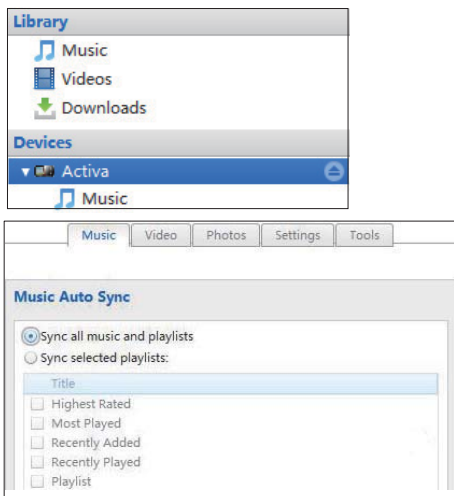 Library
Music
Videos
Downloads
Devices
Activa
Music
Music Video Photos Settings Tools
Music Auto Sync
Sync all music and playlists
Sync selected playlists:
Title
Highest Rated
Most Played
Recently Added
Recently Played
Playlist